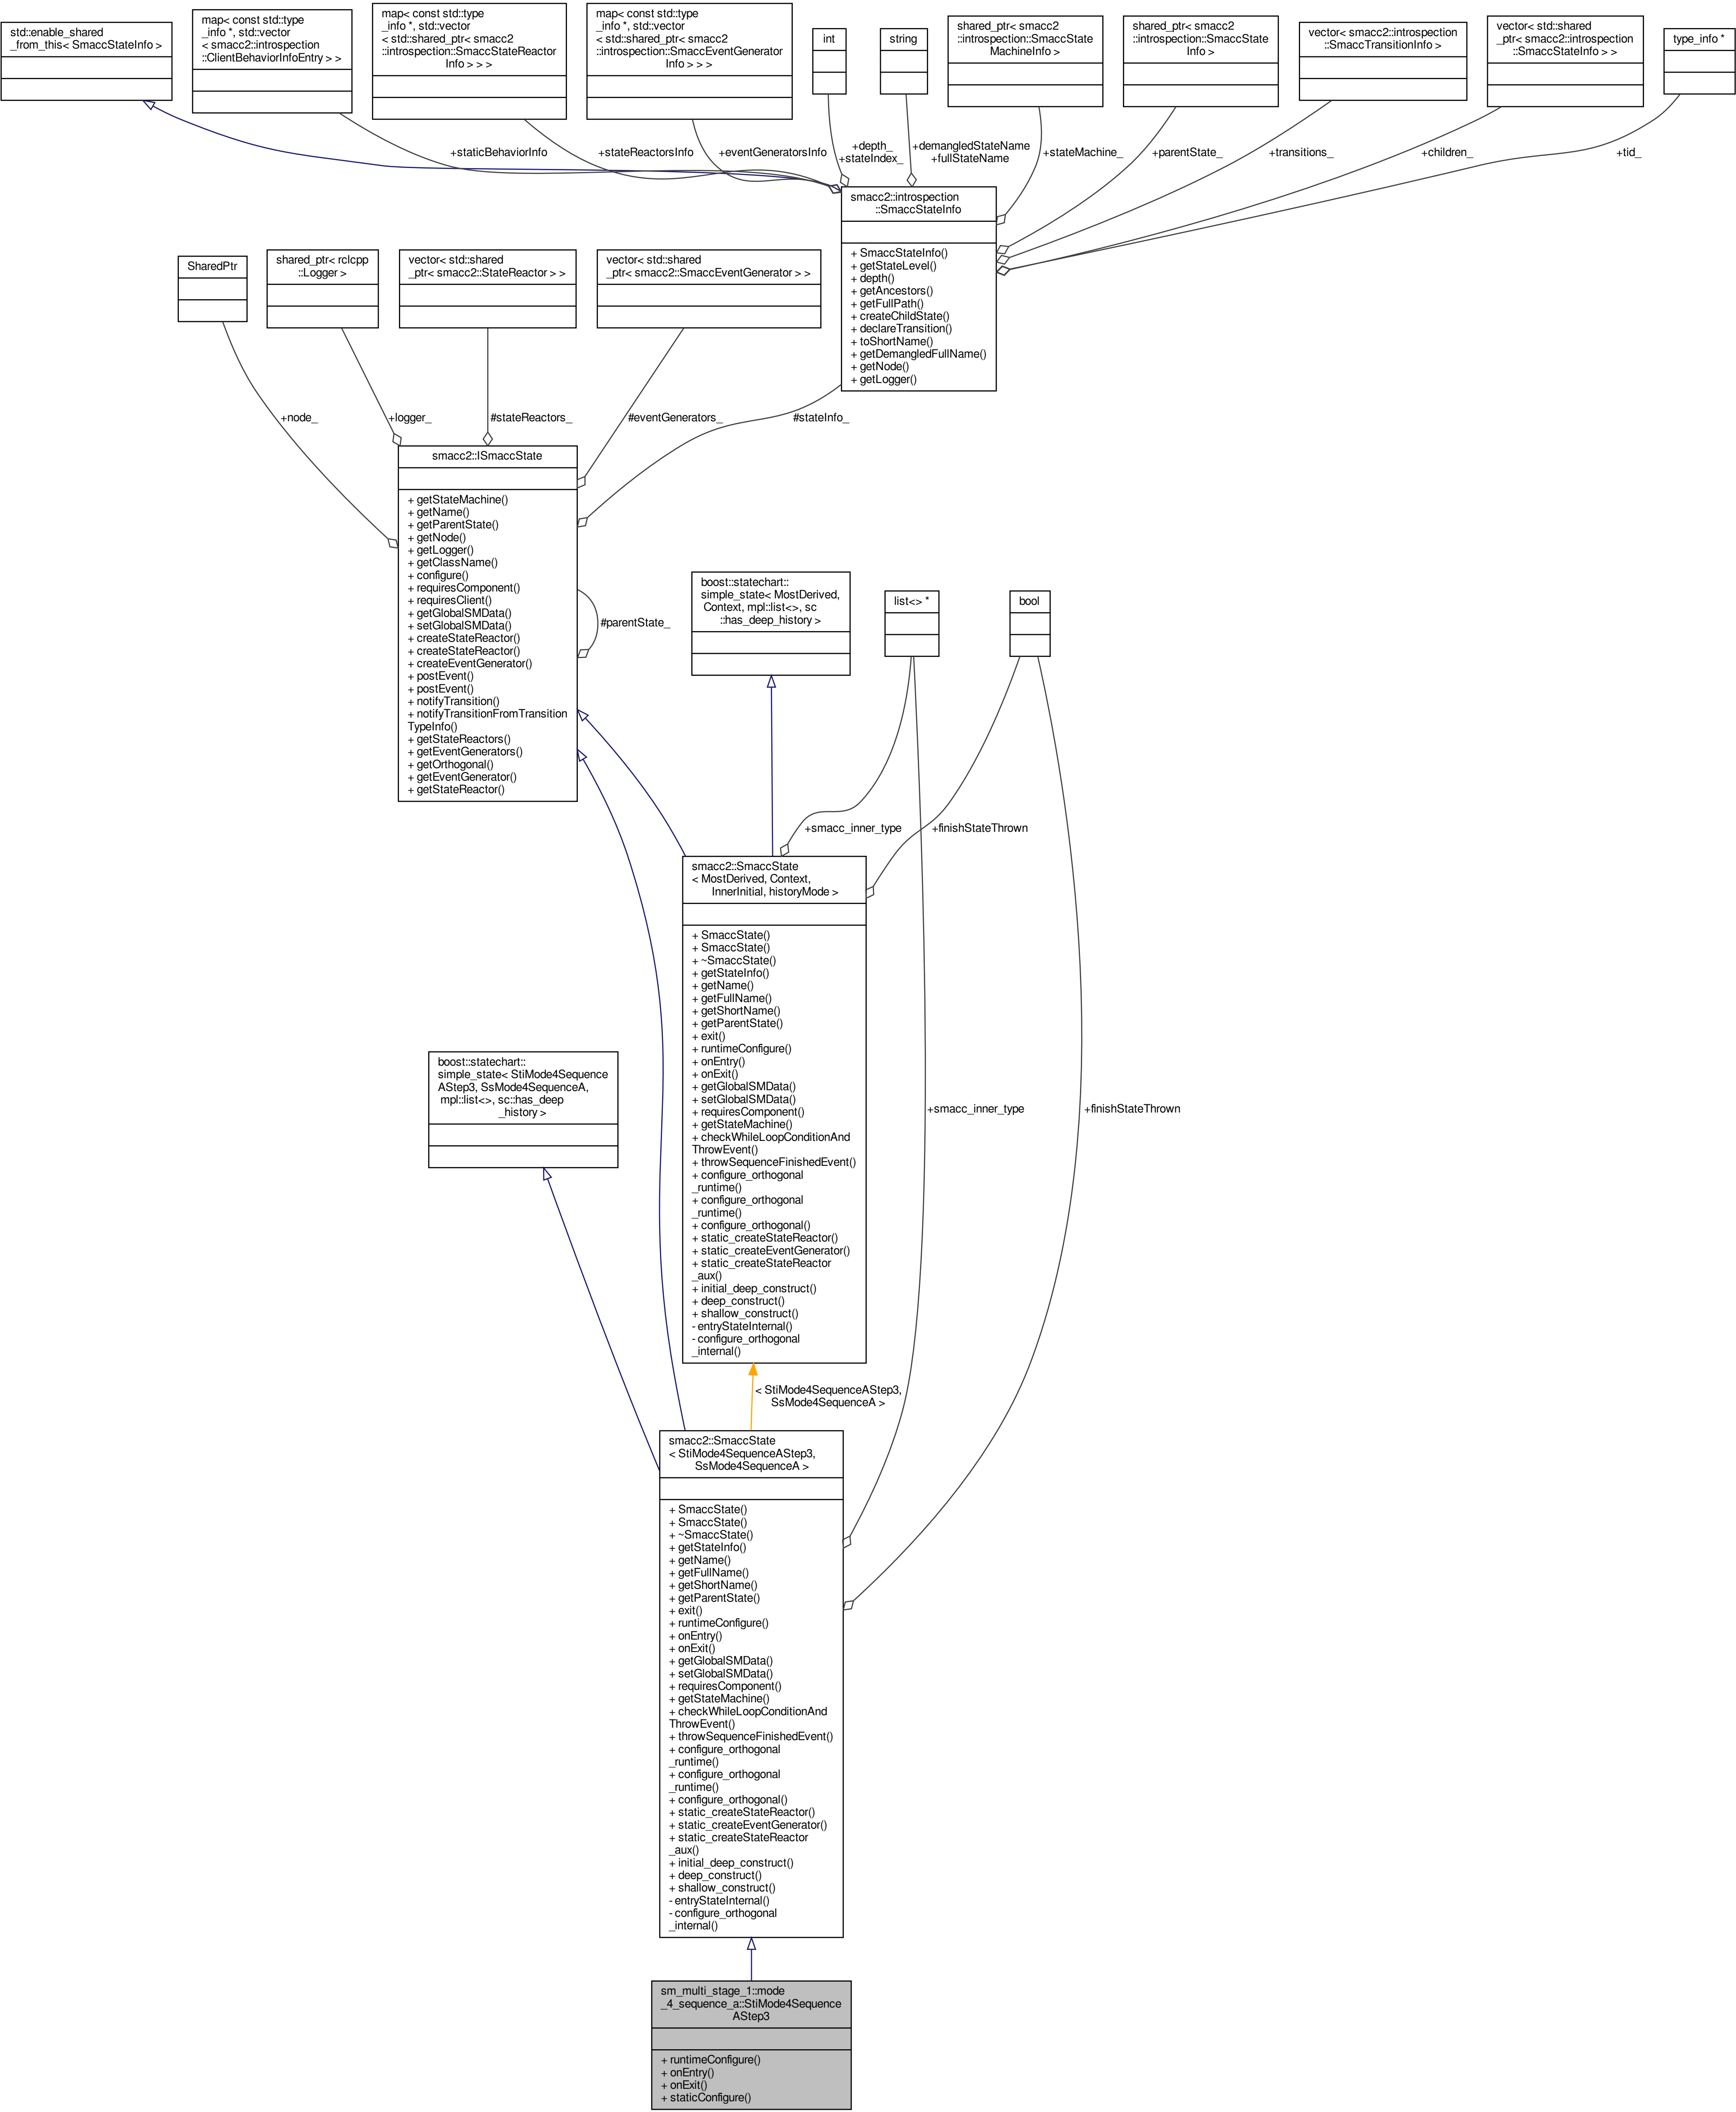 std::enable_shared
_from_this< SmaccStateInfo >
map< const std::type
_info *, std::vector
< smacc2::introspection
::ClientBehaviorInfoEntry > >
map< const std::type
_info *, std::vector
< std::shared_ptr< smacc2
::introspection::SmaccStateReactor
Info > > >
map< const std::type
_info *, std::vector
< std::shared_ptr< smacc2
::introspection::SmaccEventGenerator
Info > > >
int
string
shared_ptr< smacc2
::introspection::SmaccState
MachineInfo >
shared_ptr< smacc2
::introspection::SmaccState
Info >
vector< smacc2::introspection
::SmaccTransitionInfo >
vector< std::shared
_ptr< smacc2::introspection
::SmaccStateInfo > >
type_info *
+staticBehaviorInfo
+stateReactorsInfo
+eventGeneratorsInfo
+depth_
+stateIndex_
+demangledStateName
+fullStateName
+stateMachine_
+parentState_
+transitions_
+children_
+tid_
smacc2::introspection
::SmaccStateInfo
+ SmaccStateInfo()
+ getStateLevel()
+ depth()
+ getAncestors()
+ getFullPath()
+ createChildState()
+ declareTransition()
+ toShortName()
+ getDemangledFullName()
+ getNode()
+ getLogger()
SharedPtr
shared_ptr< rclcpp
::Logger >
vector< std::shared
_ptr< smacc2::StateReactor > >
vector< std::shared
_ptr< smacc2::SmaccEventGenerator > >
+node_
+logger_
#stateReactors_
#eventGenerators_
#stateInfo_
smacc2::ISmaccState
+ getStateMachine()
+ getName()
+ getParentState()
+ getNode()
+ getLogger()
+ getClassName()
+ configure()
+ requiresComponent()
+ requiresClient()
+ getGlobalSMData()
+ setGlobalSMData()
+ createStateReactor()
+ createStateReactor()
+ createEventGenerator()
+ postEvent()
+ postEvent()
+ notifyTransition()
+ notifyTransitionFromTransition
TypeInfo()
+ getStateReactors()
+ getEventGenerators()
+ getOrthogonal()
+ getEventGenerator()
+ getStateReactor()
#parentState_
boost::statechart::
simple_state< MostDerived,
Context, mpl::list<>, sc
::has_deep_history >
list<> *
bool
+smacc_inner_type
+finishStateThrown
smacc2::SmaccState
< MostDerived, Context,
InnerInitial, historyMode >
+ SmaccState()
+ SmaccState()
+ ~SmaccState()
+ getStateInfo()
+ getName()
+ getFullName()
+ getShortName()
+ getParentState()
+ exit()
+ runtimeConfigure()
+ onEntry()
+ onExit()
+ getGlobalSMData()
+ setGlobalSMData()
+ requiresComponent()
+ getStateMachine()
+ checkWhileLoopConditionAnd
ThrowEvent()
+ throwSequenceFinishedEvent()
+ configure_orthogonal
_runtime()
+ configure_orthogonal
_runtime()
+ configure_orthogonal()
+ static_createStateReactor()
+ static_createEventGenerator()
+ static_createStateReactor
_aux()
+ initial_deep_construct()
+ deep_construct()
+ shallow_construct()
- entryStateInternal()
- configure_orthogonal
_internal()
boost::statechart::
simple_state< StiMode4Sequence
AStep3, SsMode4SequenceA,
mpl::list<>, sc::has_deep
_history >
+smacc_inner_type
+finishStateThrown
< StiMode4SequenceAStep3,
SsMode4SequenceA >
smacc2::SmaccState
< StiMode4SequenceAStep3,
SsMode4SequenceA >
+ SmaccState()
+ SmaccState()
+ ~SmaccState()
+ getStateInfo()
+ getName()
+ getFullName()
+ getShortName()
+ getParentState()
+ exit()
+ runtimeConfigure()
+ onEntry()
+ onExit()
+ getGlobalSMData()
+ setGlobalSMData()
+ requiresComponent()
+ getStateMachine()
+ checkWhileLoopConditionAnd
ThrowEvent()
+ throwSequenceFinishedEvent()
+ configure_orthogonal
_runtime()
+ configure_orthogonal
_runtime()
+ configure_orthogonal()
+ static_createStateReactor()
+ static_createEventGenerator()
+ static_createStateReactor
_aux()
+ initial_deep_construct()
+ deep_construct()
+ shallow_construct()
- entryStateInternal()
- configure_orthogonal
_internal()
sm_multi_stage_1::mode
_4_sequence_a::StiMode4Sequence
AStep3
+ runtimeConfigure()
+ onEntry()
+ onExit()
+ staticConfigure()